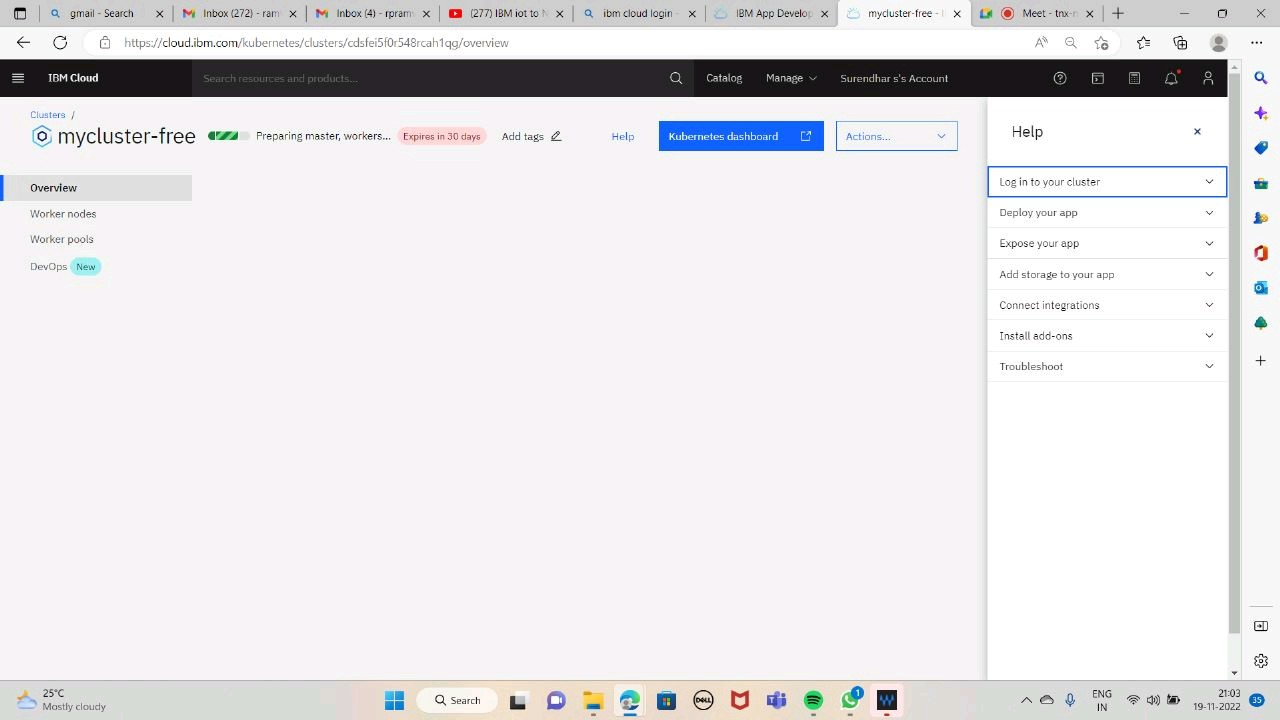 gmail - Search
Inbox (272) - ram
Inbox (4) - rpram
(277) IBM iot to N
ibm cloud login -
IBM App Develop
mycluster-free - I
Meet - tnx-n
https://cloud.ibm.com/kubernetes/clusters/cdsfei5f0r548rcah1qg/overview
IBM Cloud
Search resources and products...
Catalog
Manage
Surendhar s's Account
Clusters /
mycluster-free
Preparing master, workers...
Expires in 30 days
Add tags
Help
Kubernetes dashboard
Actions...
Overview
Worker nodes
Worker pools
DevOps New
Help
Log in to your cluster
Deploy your app
Expose your app
Add storage to your app
Connect integrations
Install add-ons
Troubleshoot
25°C
Mostly cloudy
Search
DELL
1
ENG
IN
21:03
19-11-2022
35